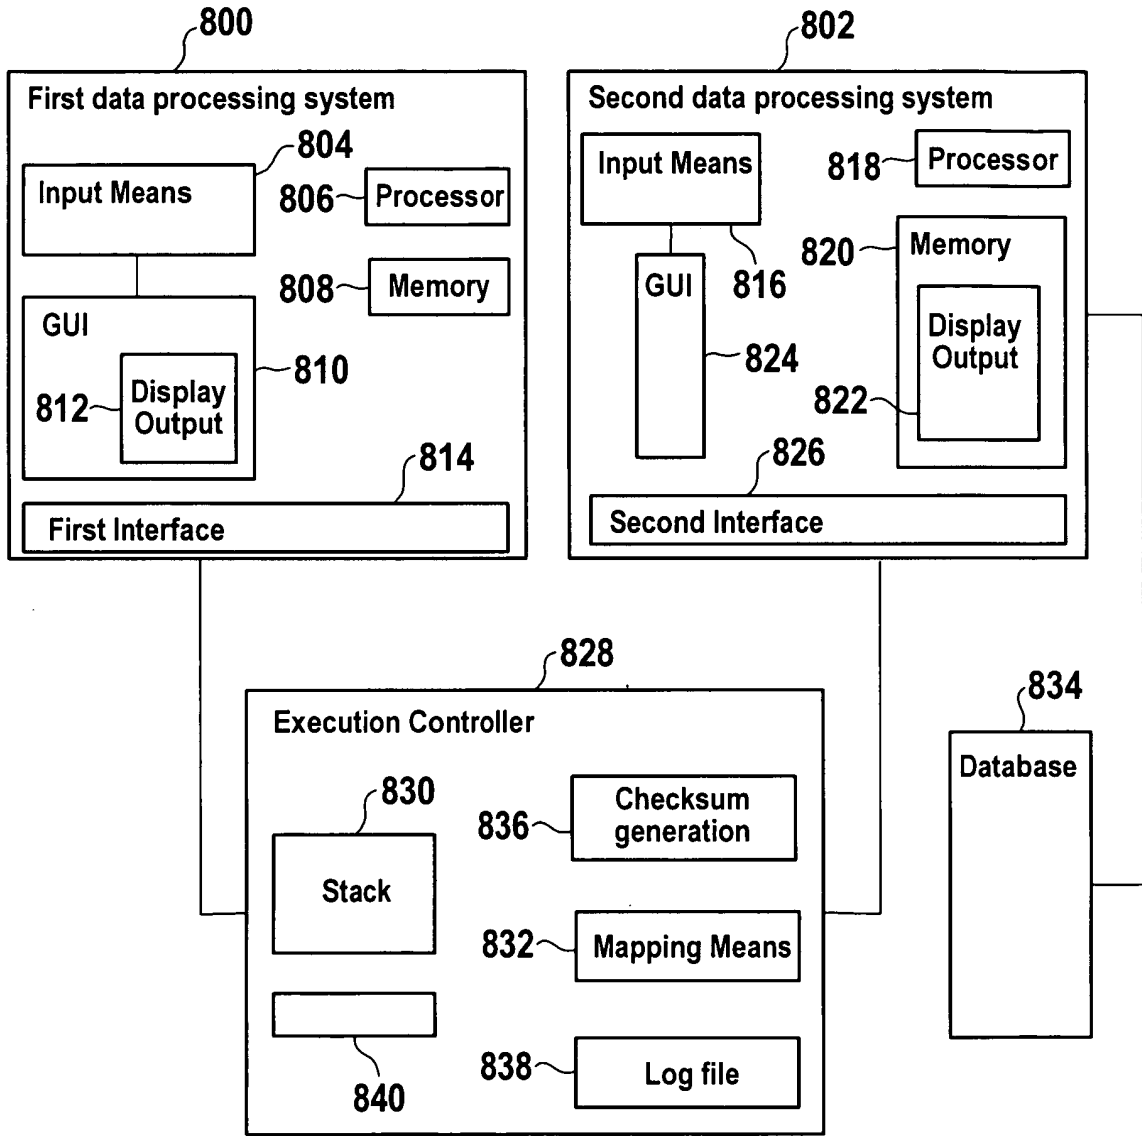 800
First data processing system
804
Input Means
806
Processor
808
Memory
GUI
810
812
Display
Output
814
First Interface
802
Second data processing system
Input Means
816
818
Processor
820
Memory
GUI
824
Display
Output
822
826
Second Interface
828
Execution Controller
830
Stack
836
Checksum
generation
832
Mapping Means
840
838
Log file
834
Database